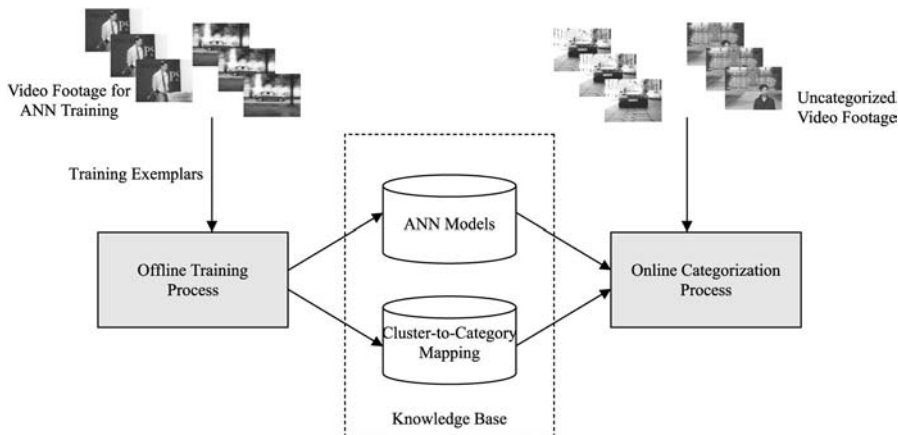 Video Footage for
ANN Training
Uncategorized
Video Footage
Training Exemplars
ANN Models
Offline Training
Process
Online Categorization
Process
Cluster-to-Category
Mapping
Knowledge Base